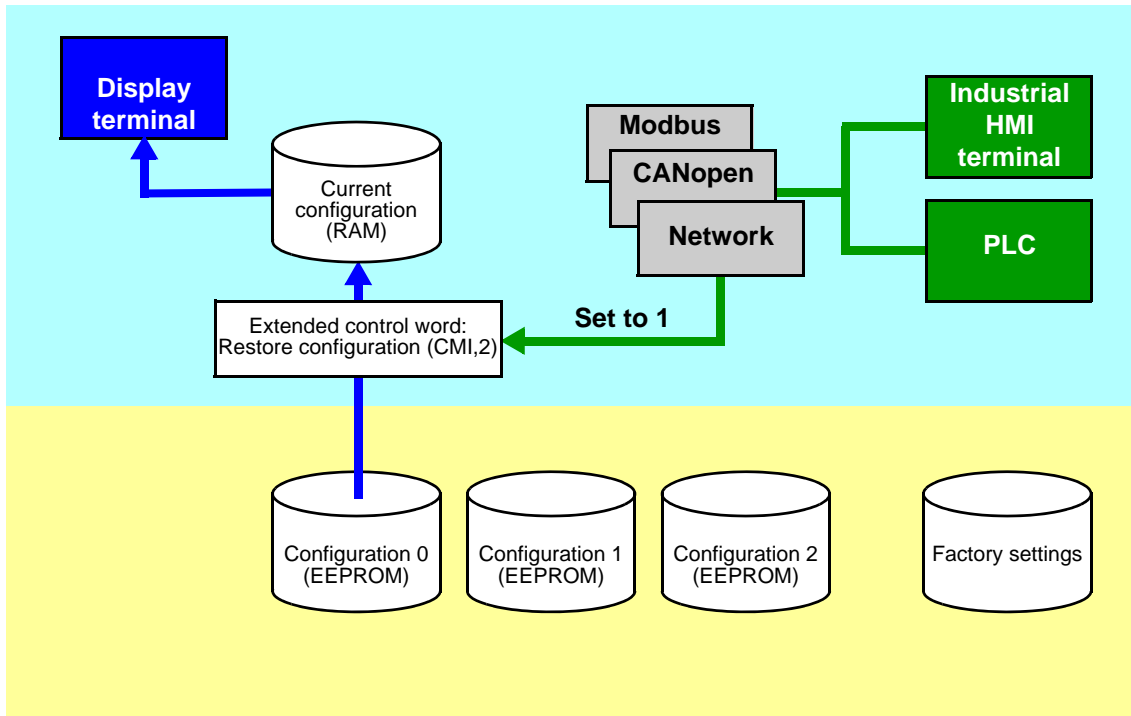 Display
terminal
Current
configuration
(RAM)
Modbus
CANopen
Network
Industrial
HMI
terminal
PLC
Extended control word:
Restore configuration (CMI,2)
Set to 1
Configuration 0
(EEPROM)
Configuration 1
(EEPROM)
Configuration 2
(EEPROM)
Factory settings